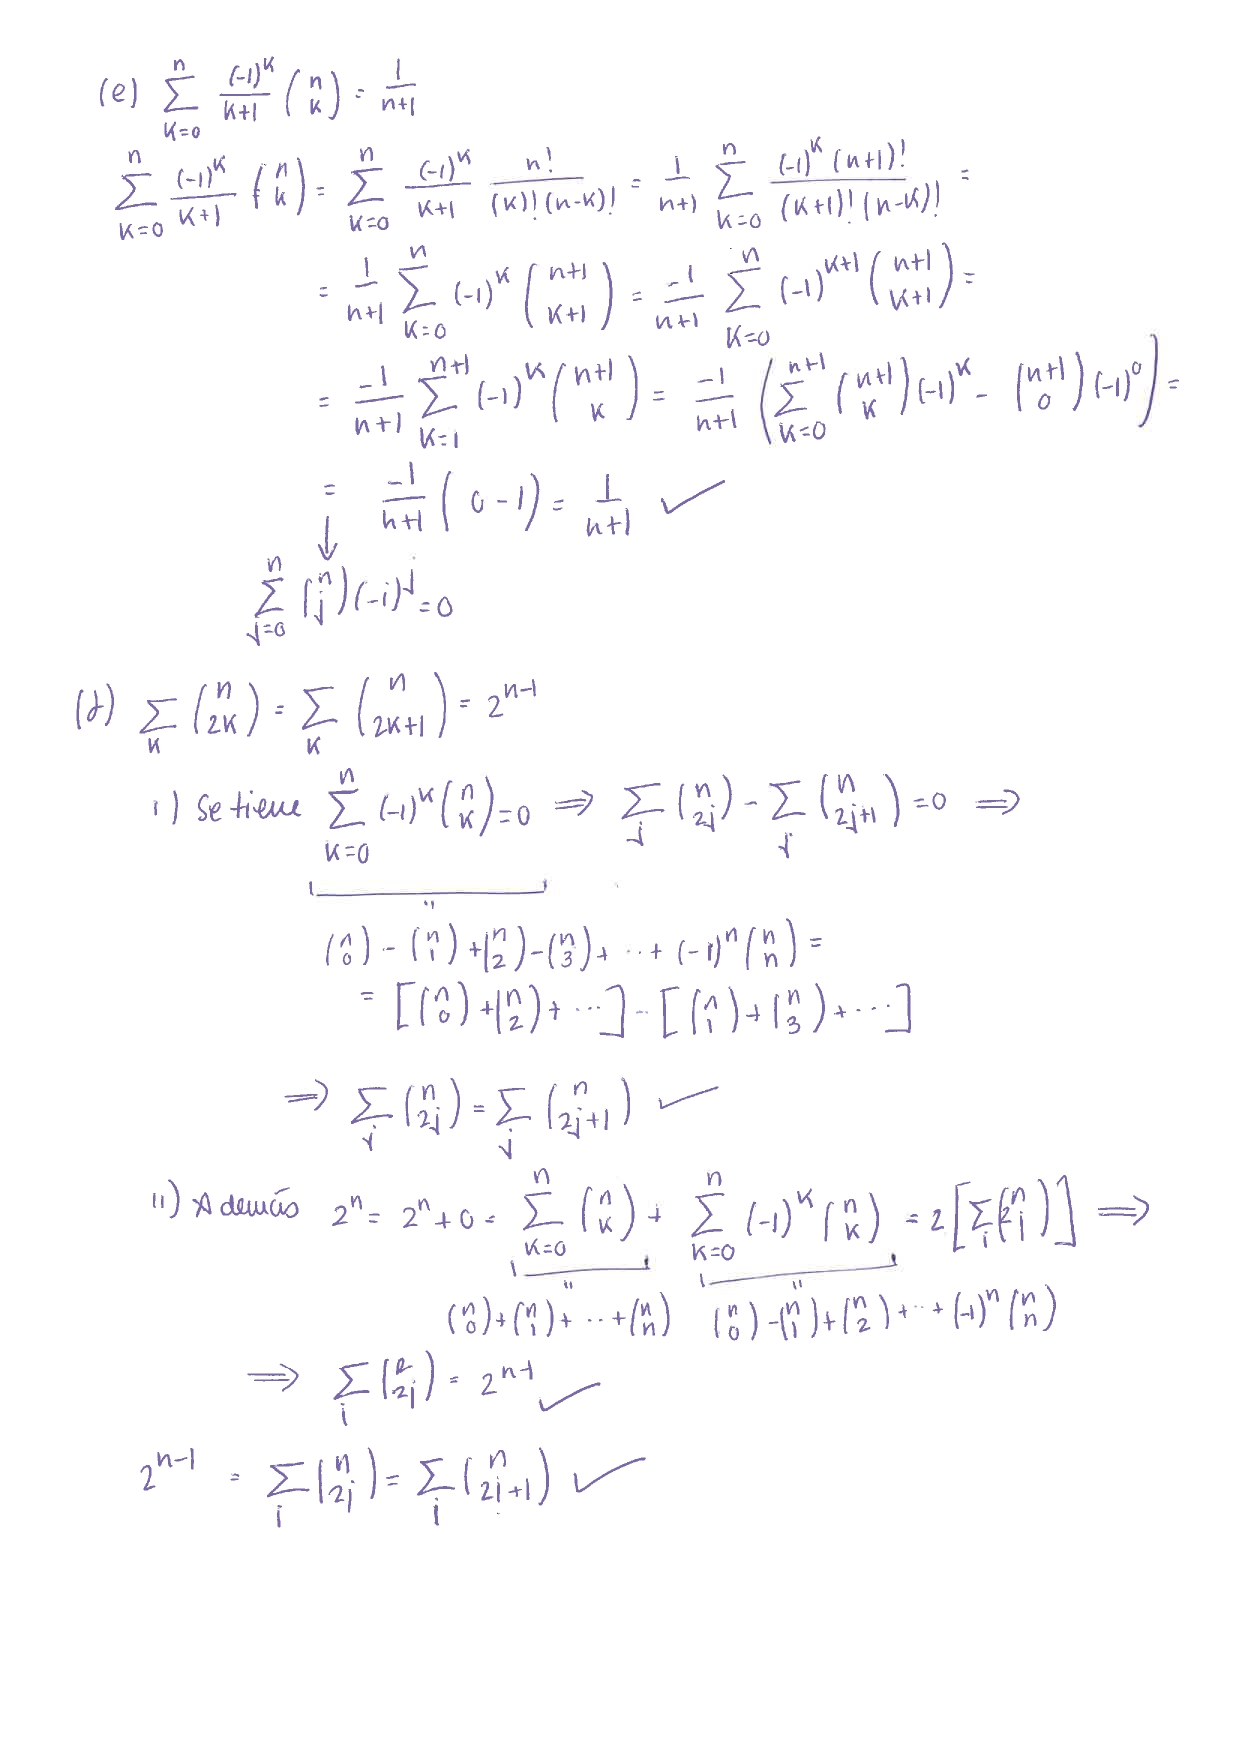 (e) $\sum_{k=0}^{n} \frac{(-1)^k}{k+1} \binom{n}{k} = \frac{1}{n+1}$
$\sum_{k=0}^{n} \frac{(-1)^k}{k+1} \binom{n}{k} = \sum_{k=0}^{n} \frac{(-1)^k}{k+1} \frac{n!}{(k)!(n-k)!} = \frac{1}{n+1} \sum_{k=0}^{n} \frac{(-1)^k (n+1)!}{(k+1)!(n-k)!} =$
$= \frac{1}{n+1} \sum_{k=0}^{n} (-1)^k \binom{n+1}{k+1} = \frac{-1}{n+1} \sum_{k=0}^{n} (-1)^{k+1} \binom{n+1}{k+1} =$
$= \frac{-1}{n+1} \sum_{k=1}^{n+1} (-1)^k \binom{n+1}{k} = \frac{-1}{n+1} \left( \sum_{k=0}^{n+1} \binom{n+1}{k} (-1)^k - \binom{n+1}{0} (-1)^0 \right) =$
$= \frac{-1}{n+1} (0-1) = \frac{1}{n+1}$ ✓
↓
$\sum_{j=0}^{n} \binom{n}{j} (-1)^j = 0$
(f) $\sum_{k} \binom{n}{2k} = \sum_{k} \binom{n}{2k+1} = 2^{n-1}$
i) Se tiene $\sum_{k=0}^{n} (-1)^k \binom{n}{k} = 0 \Rightarrow \sum_{j} \binom{n}{2j} - \sum_{j} \binom{n}{2j+1} = 0 \Rightarrow$
"
$\binom{n}{0} - \binom{n}{1} + \binom{n}{2} - \binom{n}{3} + \cdots + (-1)^n \binom{n}{n} =$
$= \left[ \binom{n}{0} + \binom{n}{2} + \cdots \right] - \left[ \binom{n}{1} + \binom{n}{3} + \cdots \right]$
$\Rightarrow \sum_{j} \binom{n}{2j} = \sum_{j} \binom{n}{2j+1}$ ✓
ii) Además $2^n = 2^n + 0 = \sum_{k=0}^{n} \binom{n}{k} + \sum_{k=0}^{n} (-1)^k \binom{n}{k} = 2 \left[ \sum_{j} \binom{n}{2j} \right] \Rightarrow$
" "
$\binom{n}{0} + \binom{n}{1} + \cdots + \binom{n}{n}$ $\binom{n}{0} - \binom{n}{1} + \binom{n}{2} + \cdots + (-1)^n \binom{n}{n}$
$\Rightarrow \sum_{j} \binom{n}{2j} = 2^{n-1}$ ✓
$2^{n-1} = \sum_{j} \binom{n}{2j} = \sum_{j} \binom{n}{2j+1}$ ✓